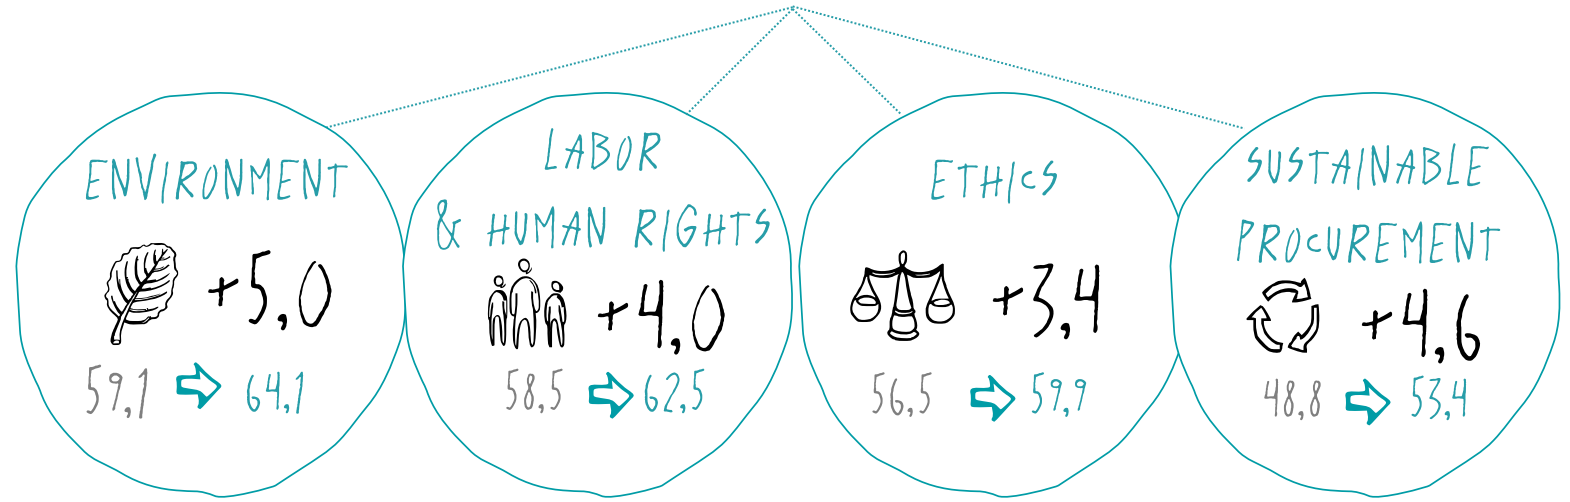 ENVIRONMENT
+5,0
59,1 64,1
LABOR
& HUMAN RIGHTS
+4,0
58,5 62,5
ETHICS
+3,4
56,5 59,9
SUSTAINABLE
PROCUREMENT
+4,6
48,8 53,4